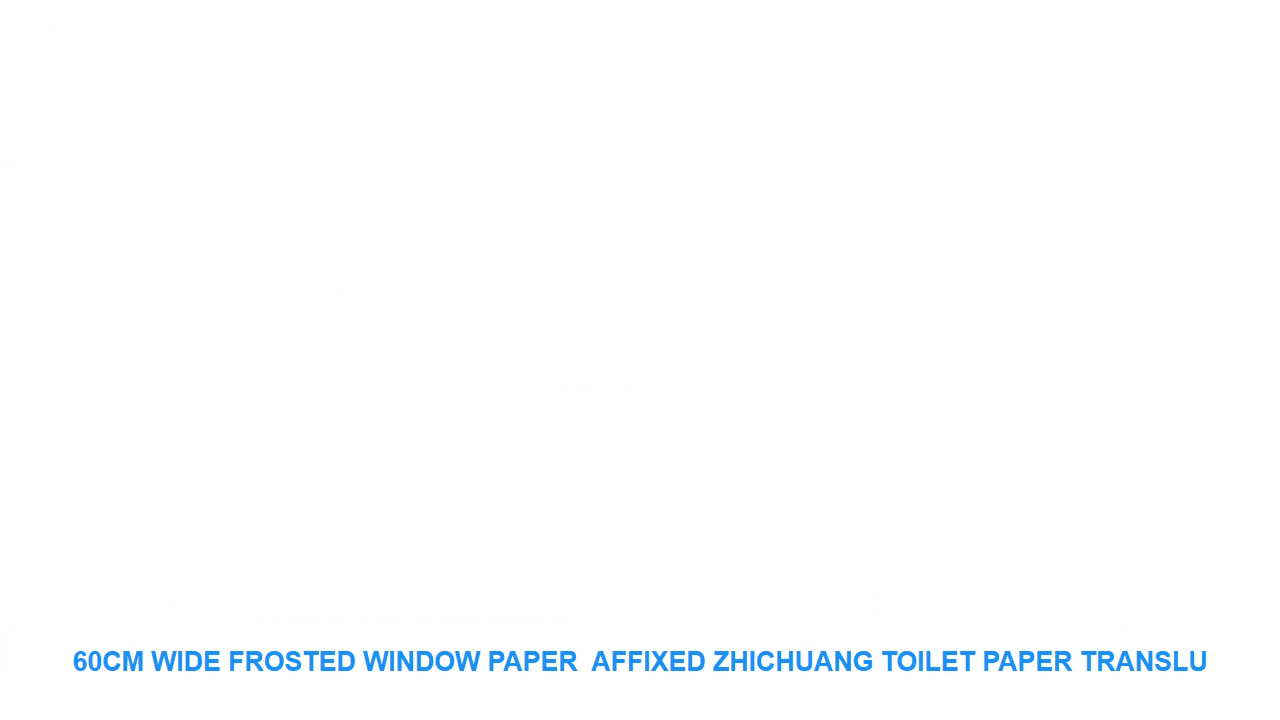 60CM WIDE FROSTED WINDOW PAPER  AFFIXED ZHICHUANG TOILET PAPER TRANSLU